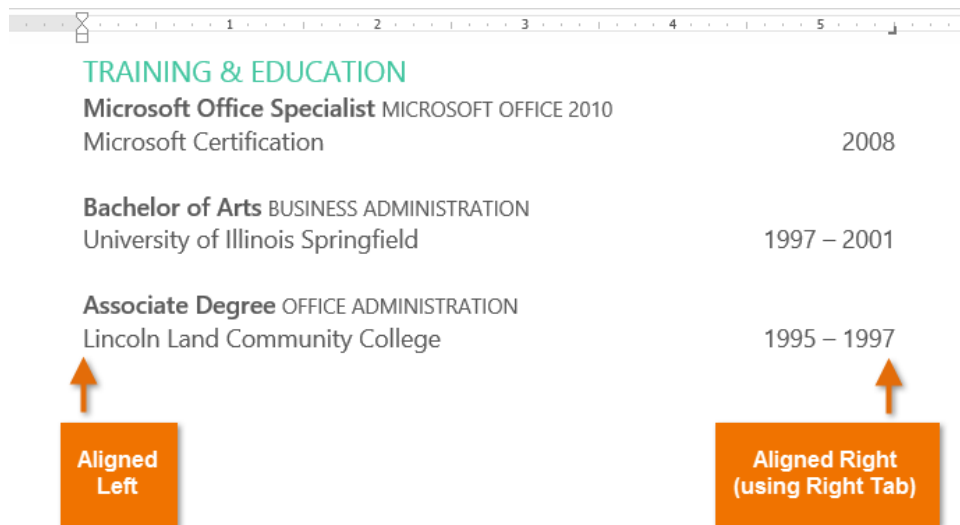 1 2 3 4 5
TRAINING & EDUCATION
Microsoft Office Specialist MICROSOFT OFFICE 2010
Microsoft Certification 2008
Bachelor of Arts BUSINESS ADMINISTRATION
University of Illinois Springfield 1997 – 2001
Associate Degree OFFICE ADMINISTRATION
Lincoln Land Community College 1995 – 1997
Aligned
Left
Aligned Right
(using Right Tab)